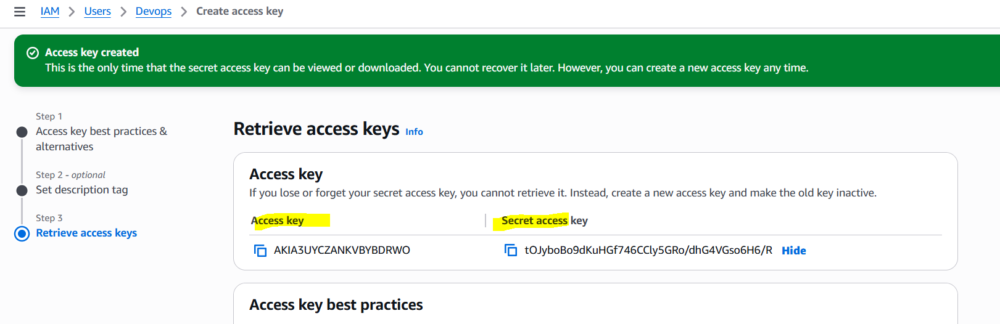 IAM > Users > Devops > Create access key
Access key created
This is the only time that the secret access key can be viewed or downloaded. You cannot recover it later. However, you can create a new access key any time.
Step 1
Access key best practices &
alternatives
Step 2 - optional
Set description tag
Step 3
Retrieve access keys
Retrieve access keys Info
Access key
If you lose or forget your secret access key, you cannot retrieve it. Instead, create a new access key and make the old key inactive.
Access key | Secret access key
AKIA3UYCZANKVBYBDRWO tOJyboBo9dKuHGf746CCly5GRo/dhG4VGso6H6/R Hide
Access key best practices